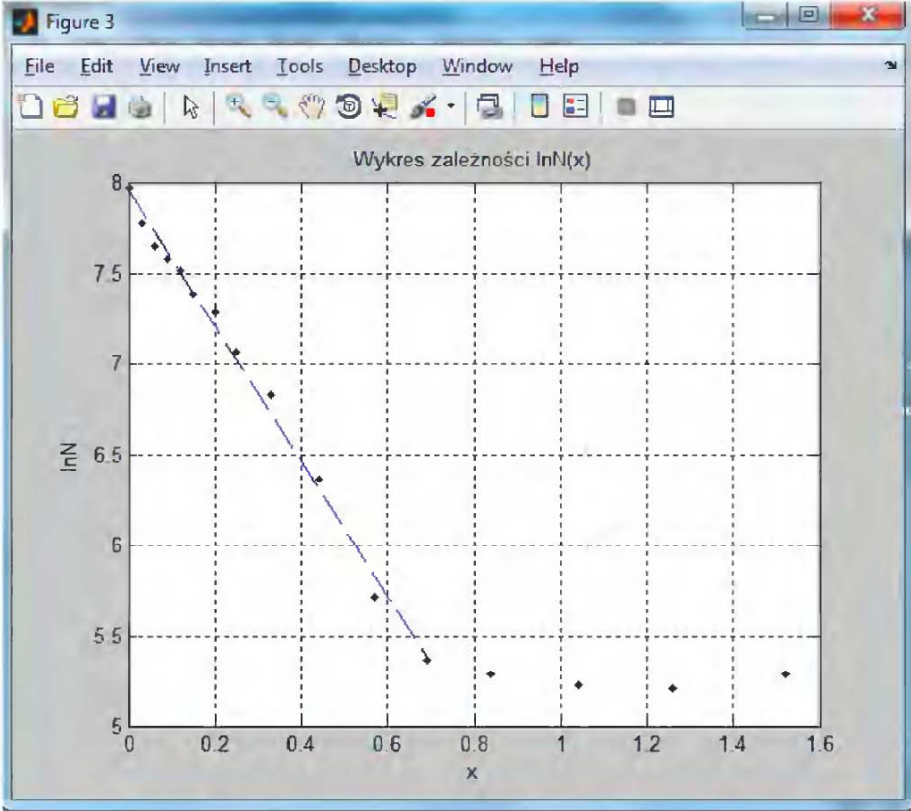 Figure 3
File Edit View Insert Tools Desktop Window Help
Wykres zależności lnN(x)
8
7.5
7
6.5
6
5.5
5
lnN
0 0.2 0.4 0.6 0.8 1 1.2 1.4 1.6
x